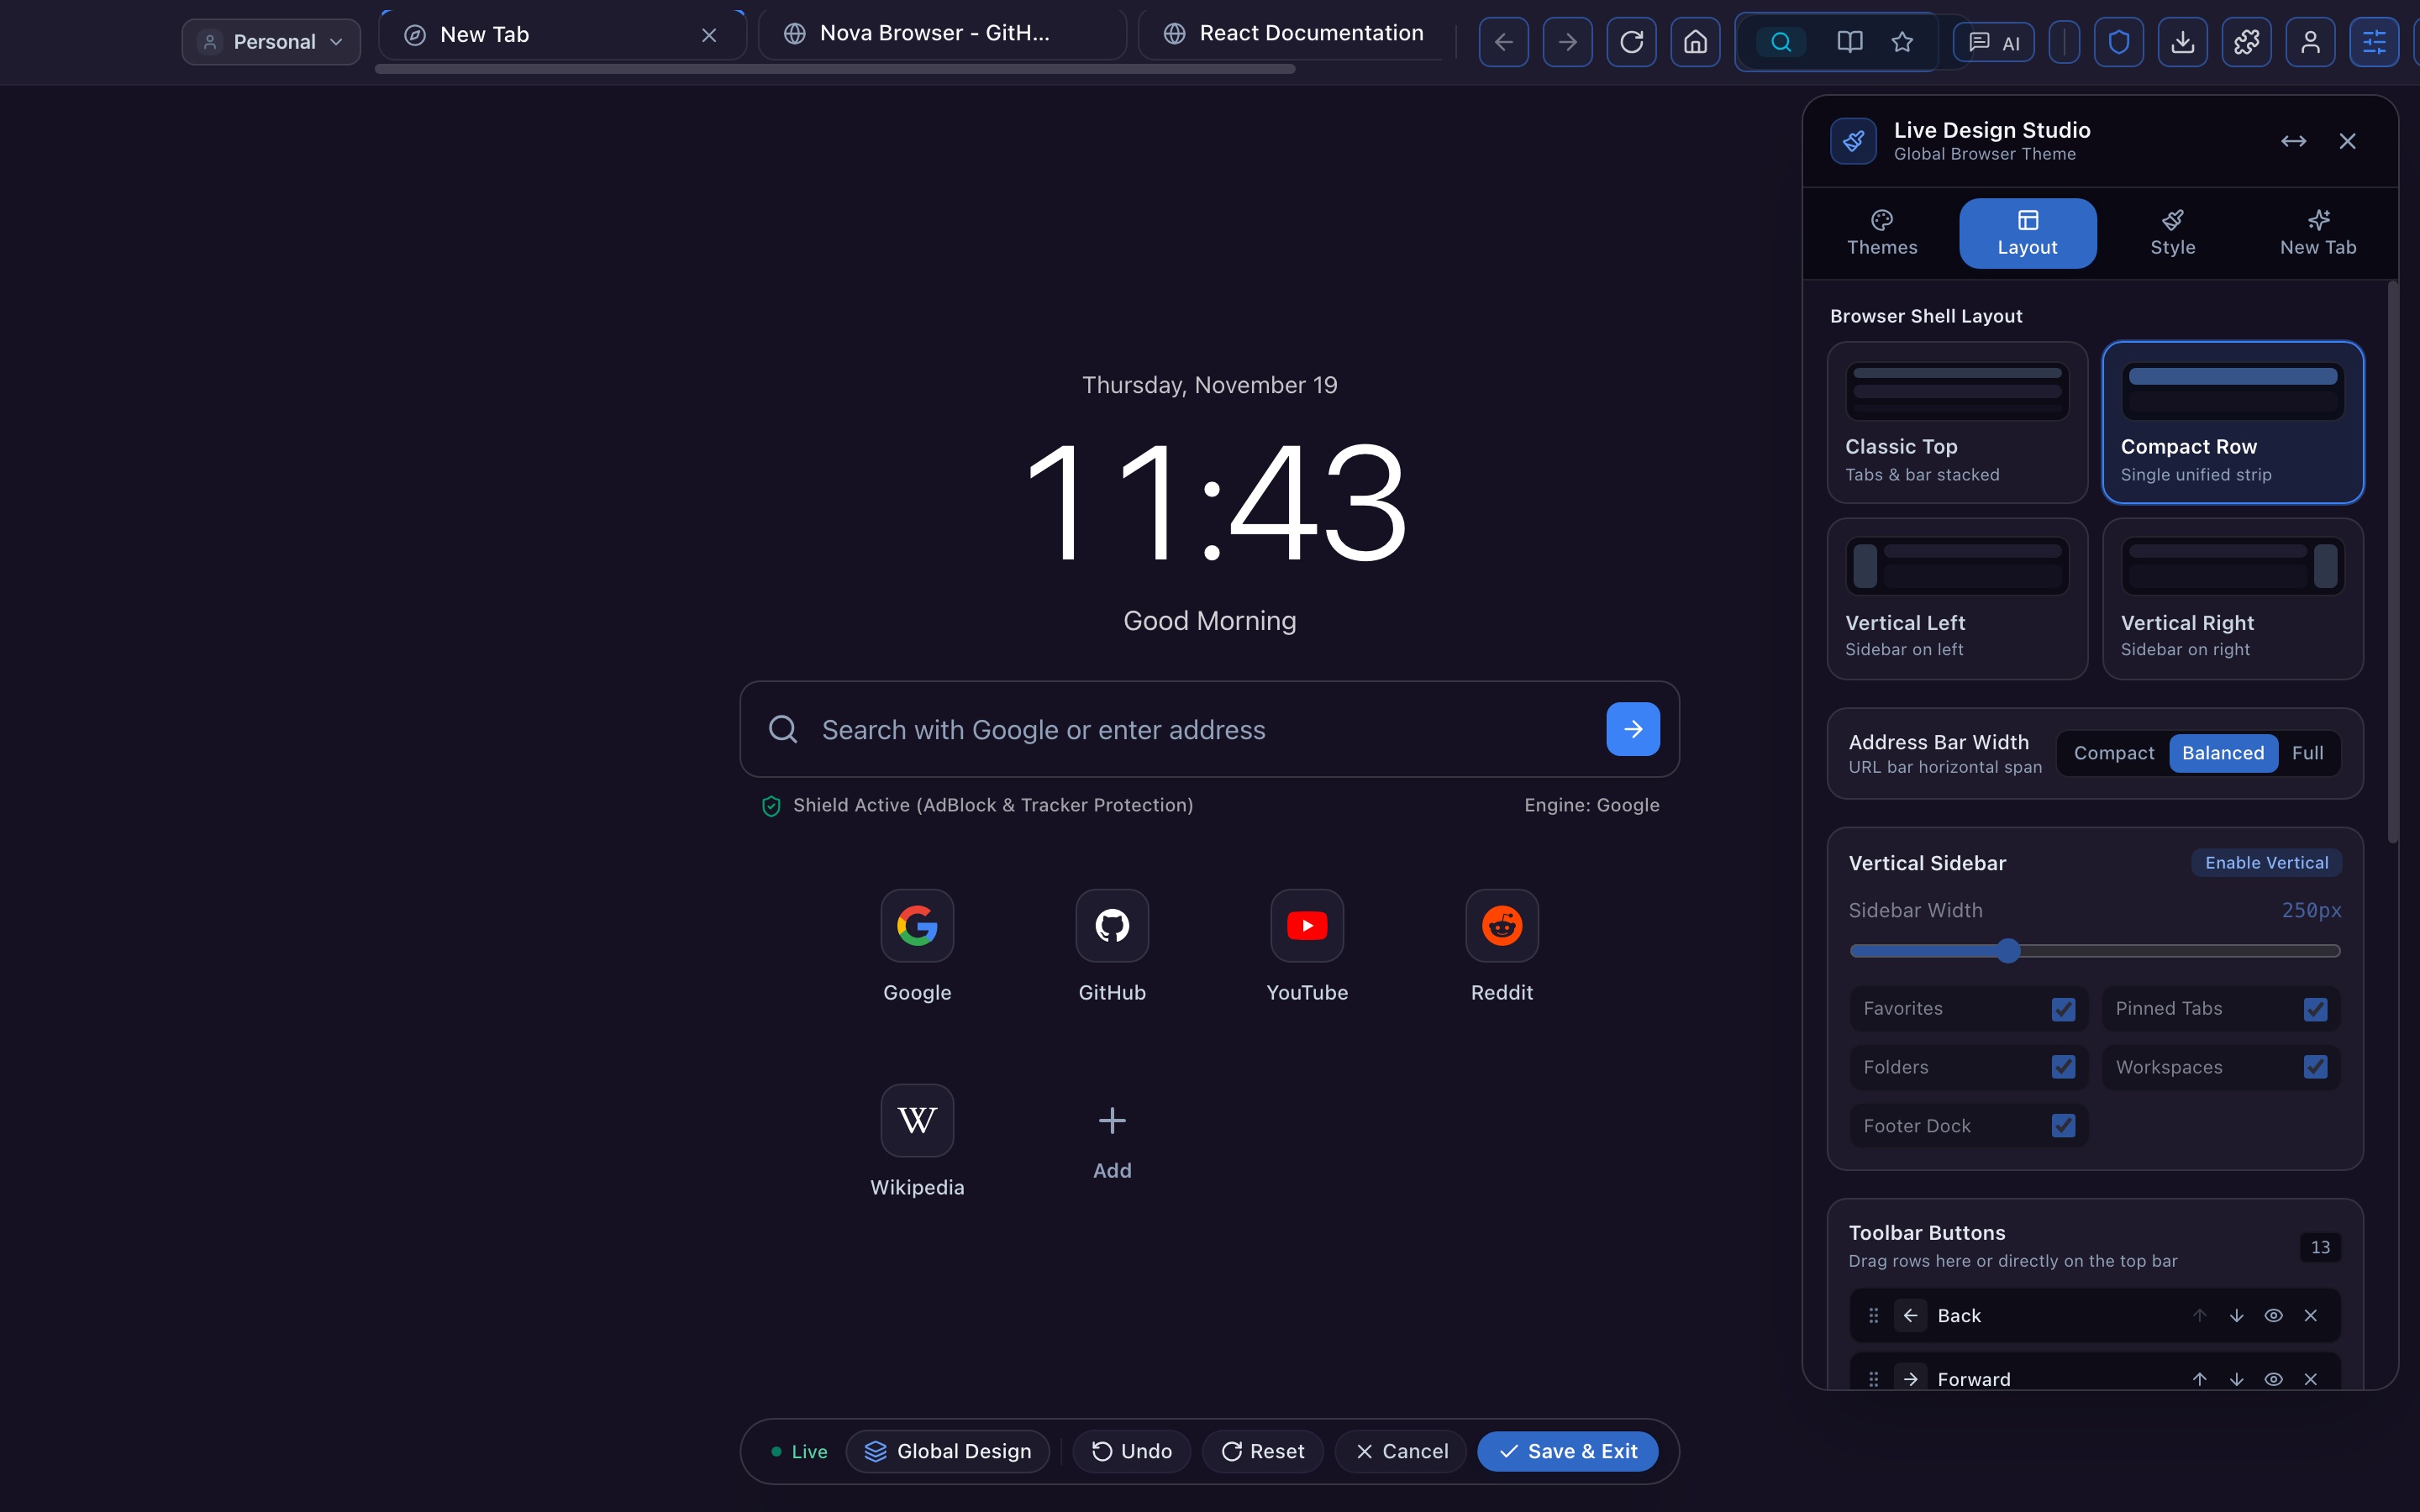 Personal
New Tab
Nova Browser - GitH...
React Documentation
AI
Live Design Studio
Global Browser Theme
Themes
Layout
Style
New Tab
Browser Shell Layout
Classic Top
Tabs & bar stacked
Compact Row
Single unified strip
Vertical Left
Sidebar on left
Vertical Right
Sidebar on right
Address Bar Width
URL bar horizontal span
Compact
Balanced
Full
Vertical Sidebar
Enable Vertical
Sidebar Width
250px
Favorites
Pinned Tabs
Folders
Workspaces
Footer Dock
Toolbar Buttons
Drag rows here or directly on the top bar
13
Back
Forward
Thursday, November 19
11:43
Good Morning
Search with Google or enter address
Shield Active (AdBlock & Tracker Protection)
Engine: Google
Google
GitHub
YouTube
Reddit
W
Wikipedia
Add
Live
Global Design
Undo
Reset
Cancel
Save & Exit